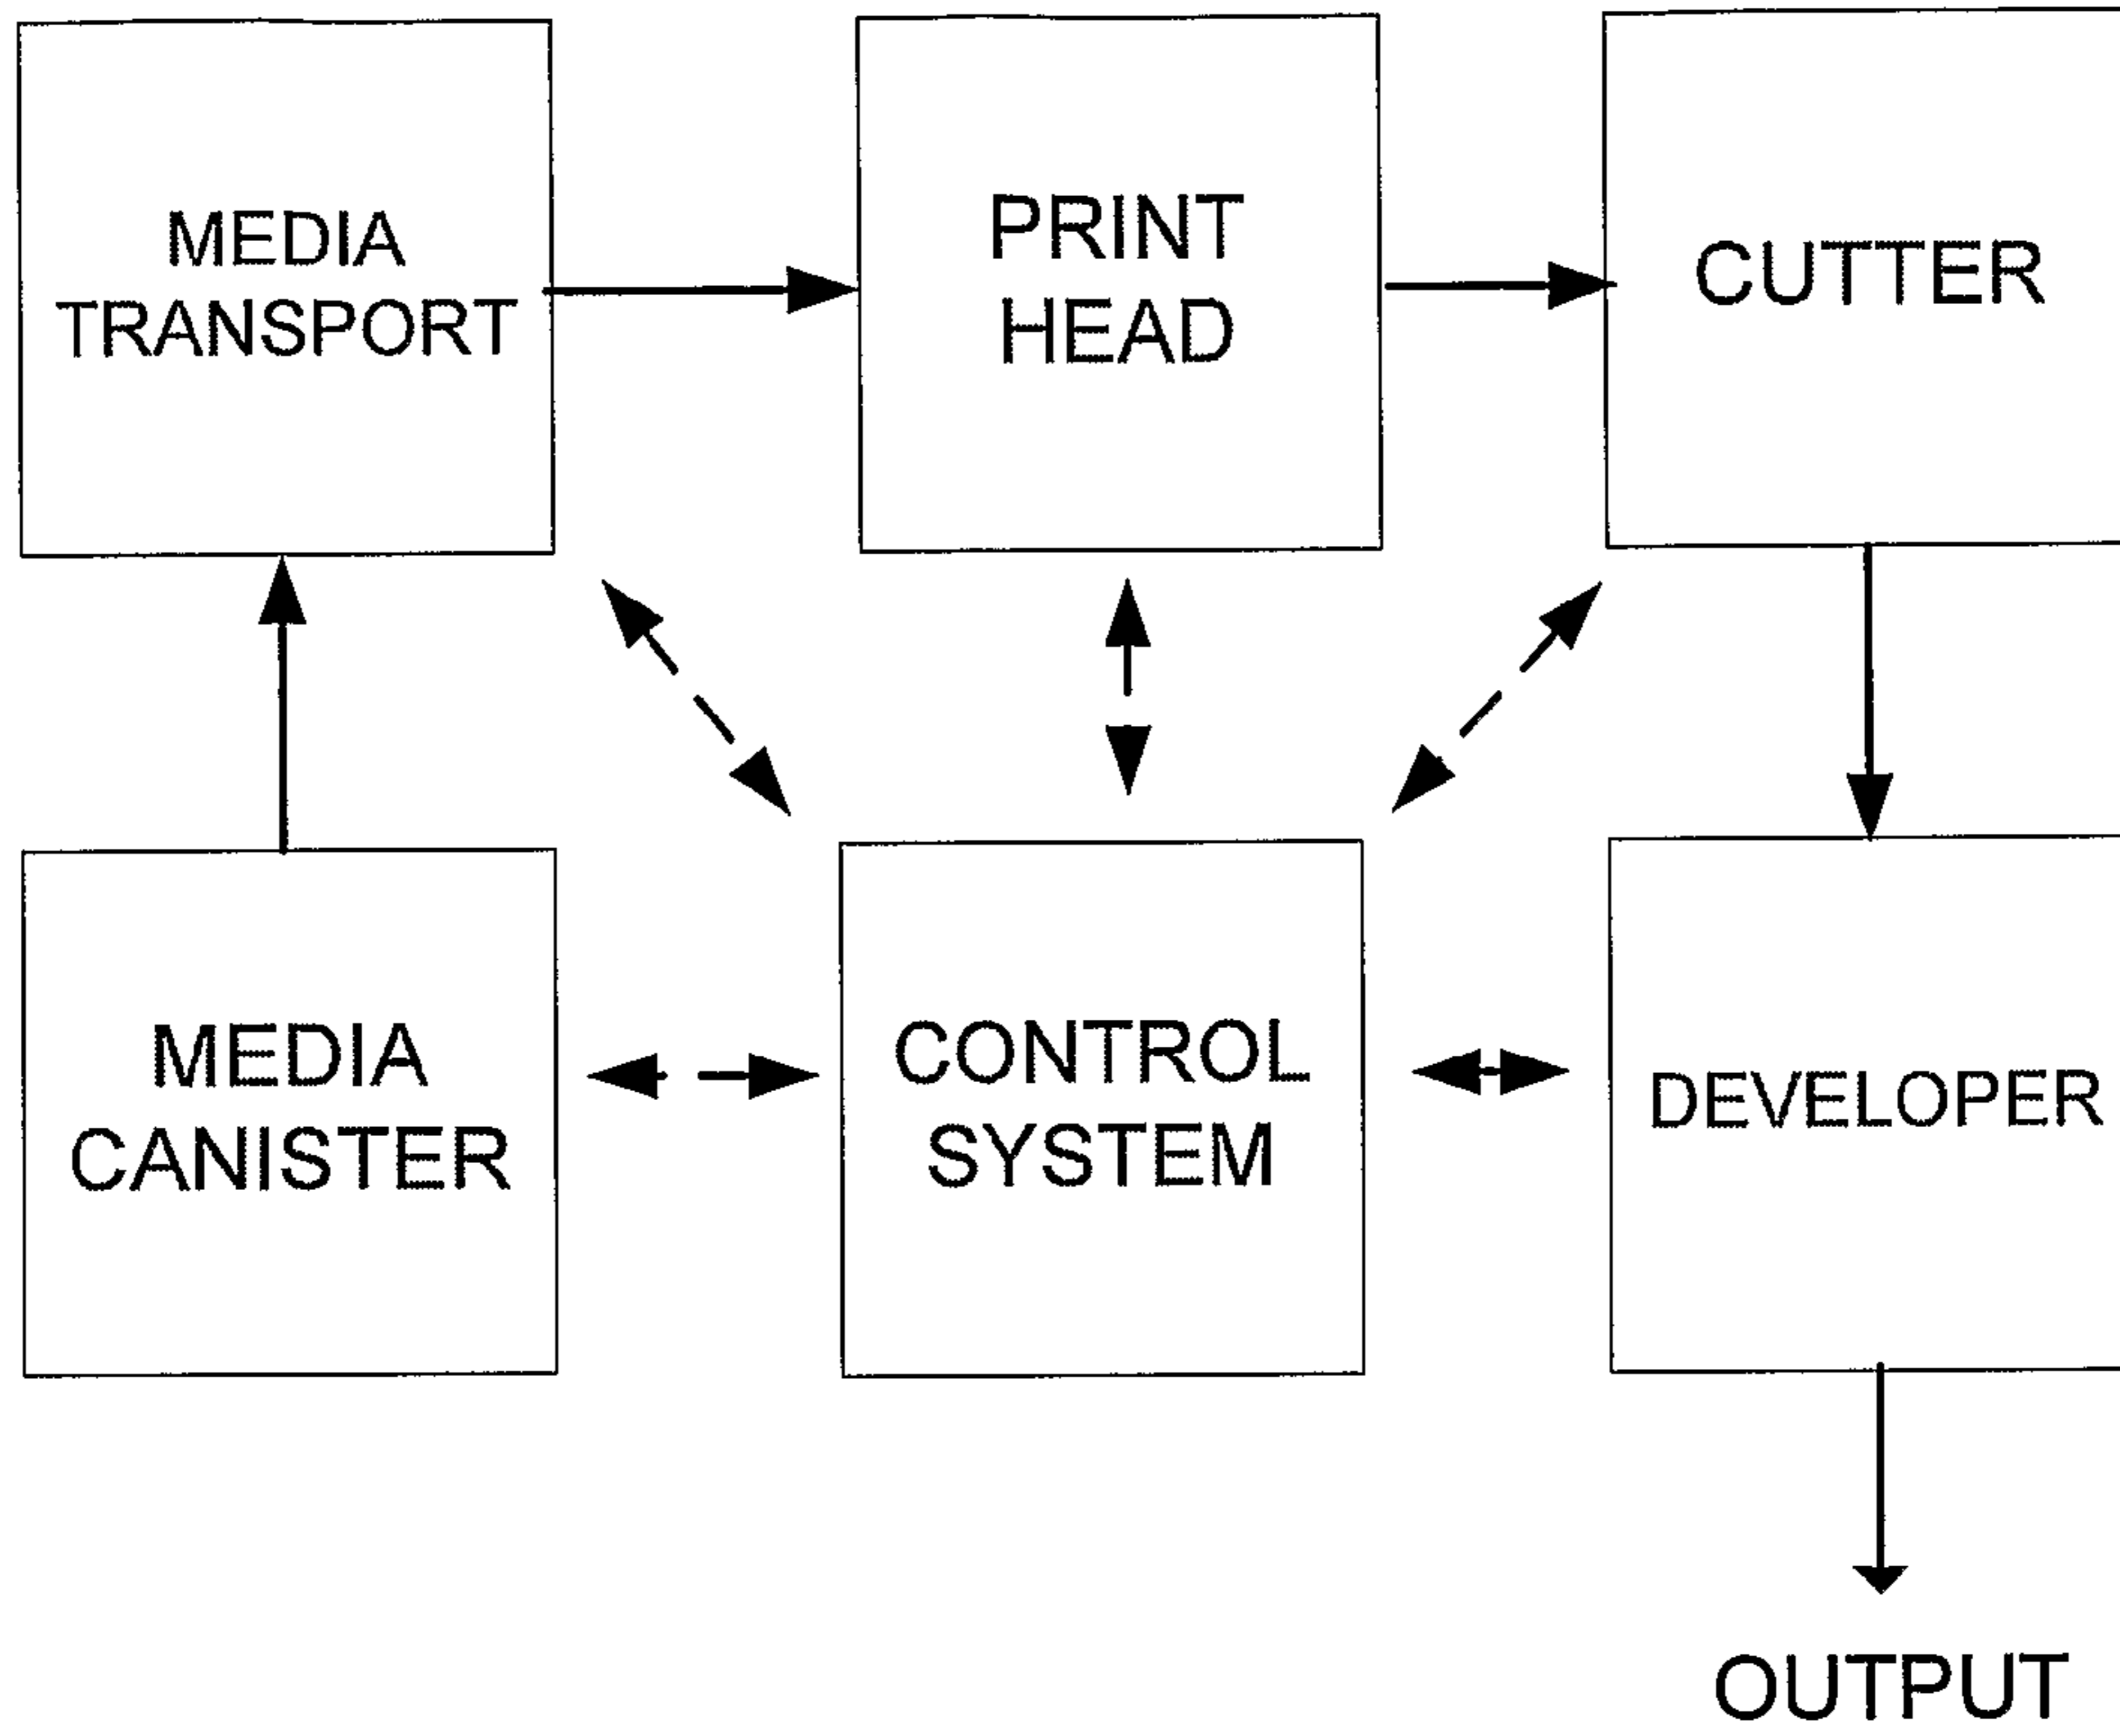 MEDIA
TRANSPORT
PRINT
HEAD
CUTTER
MEDIA
CANISTER
CONTROL
SYSTEM
DEVELOPER
OUTPUT